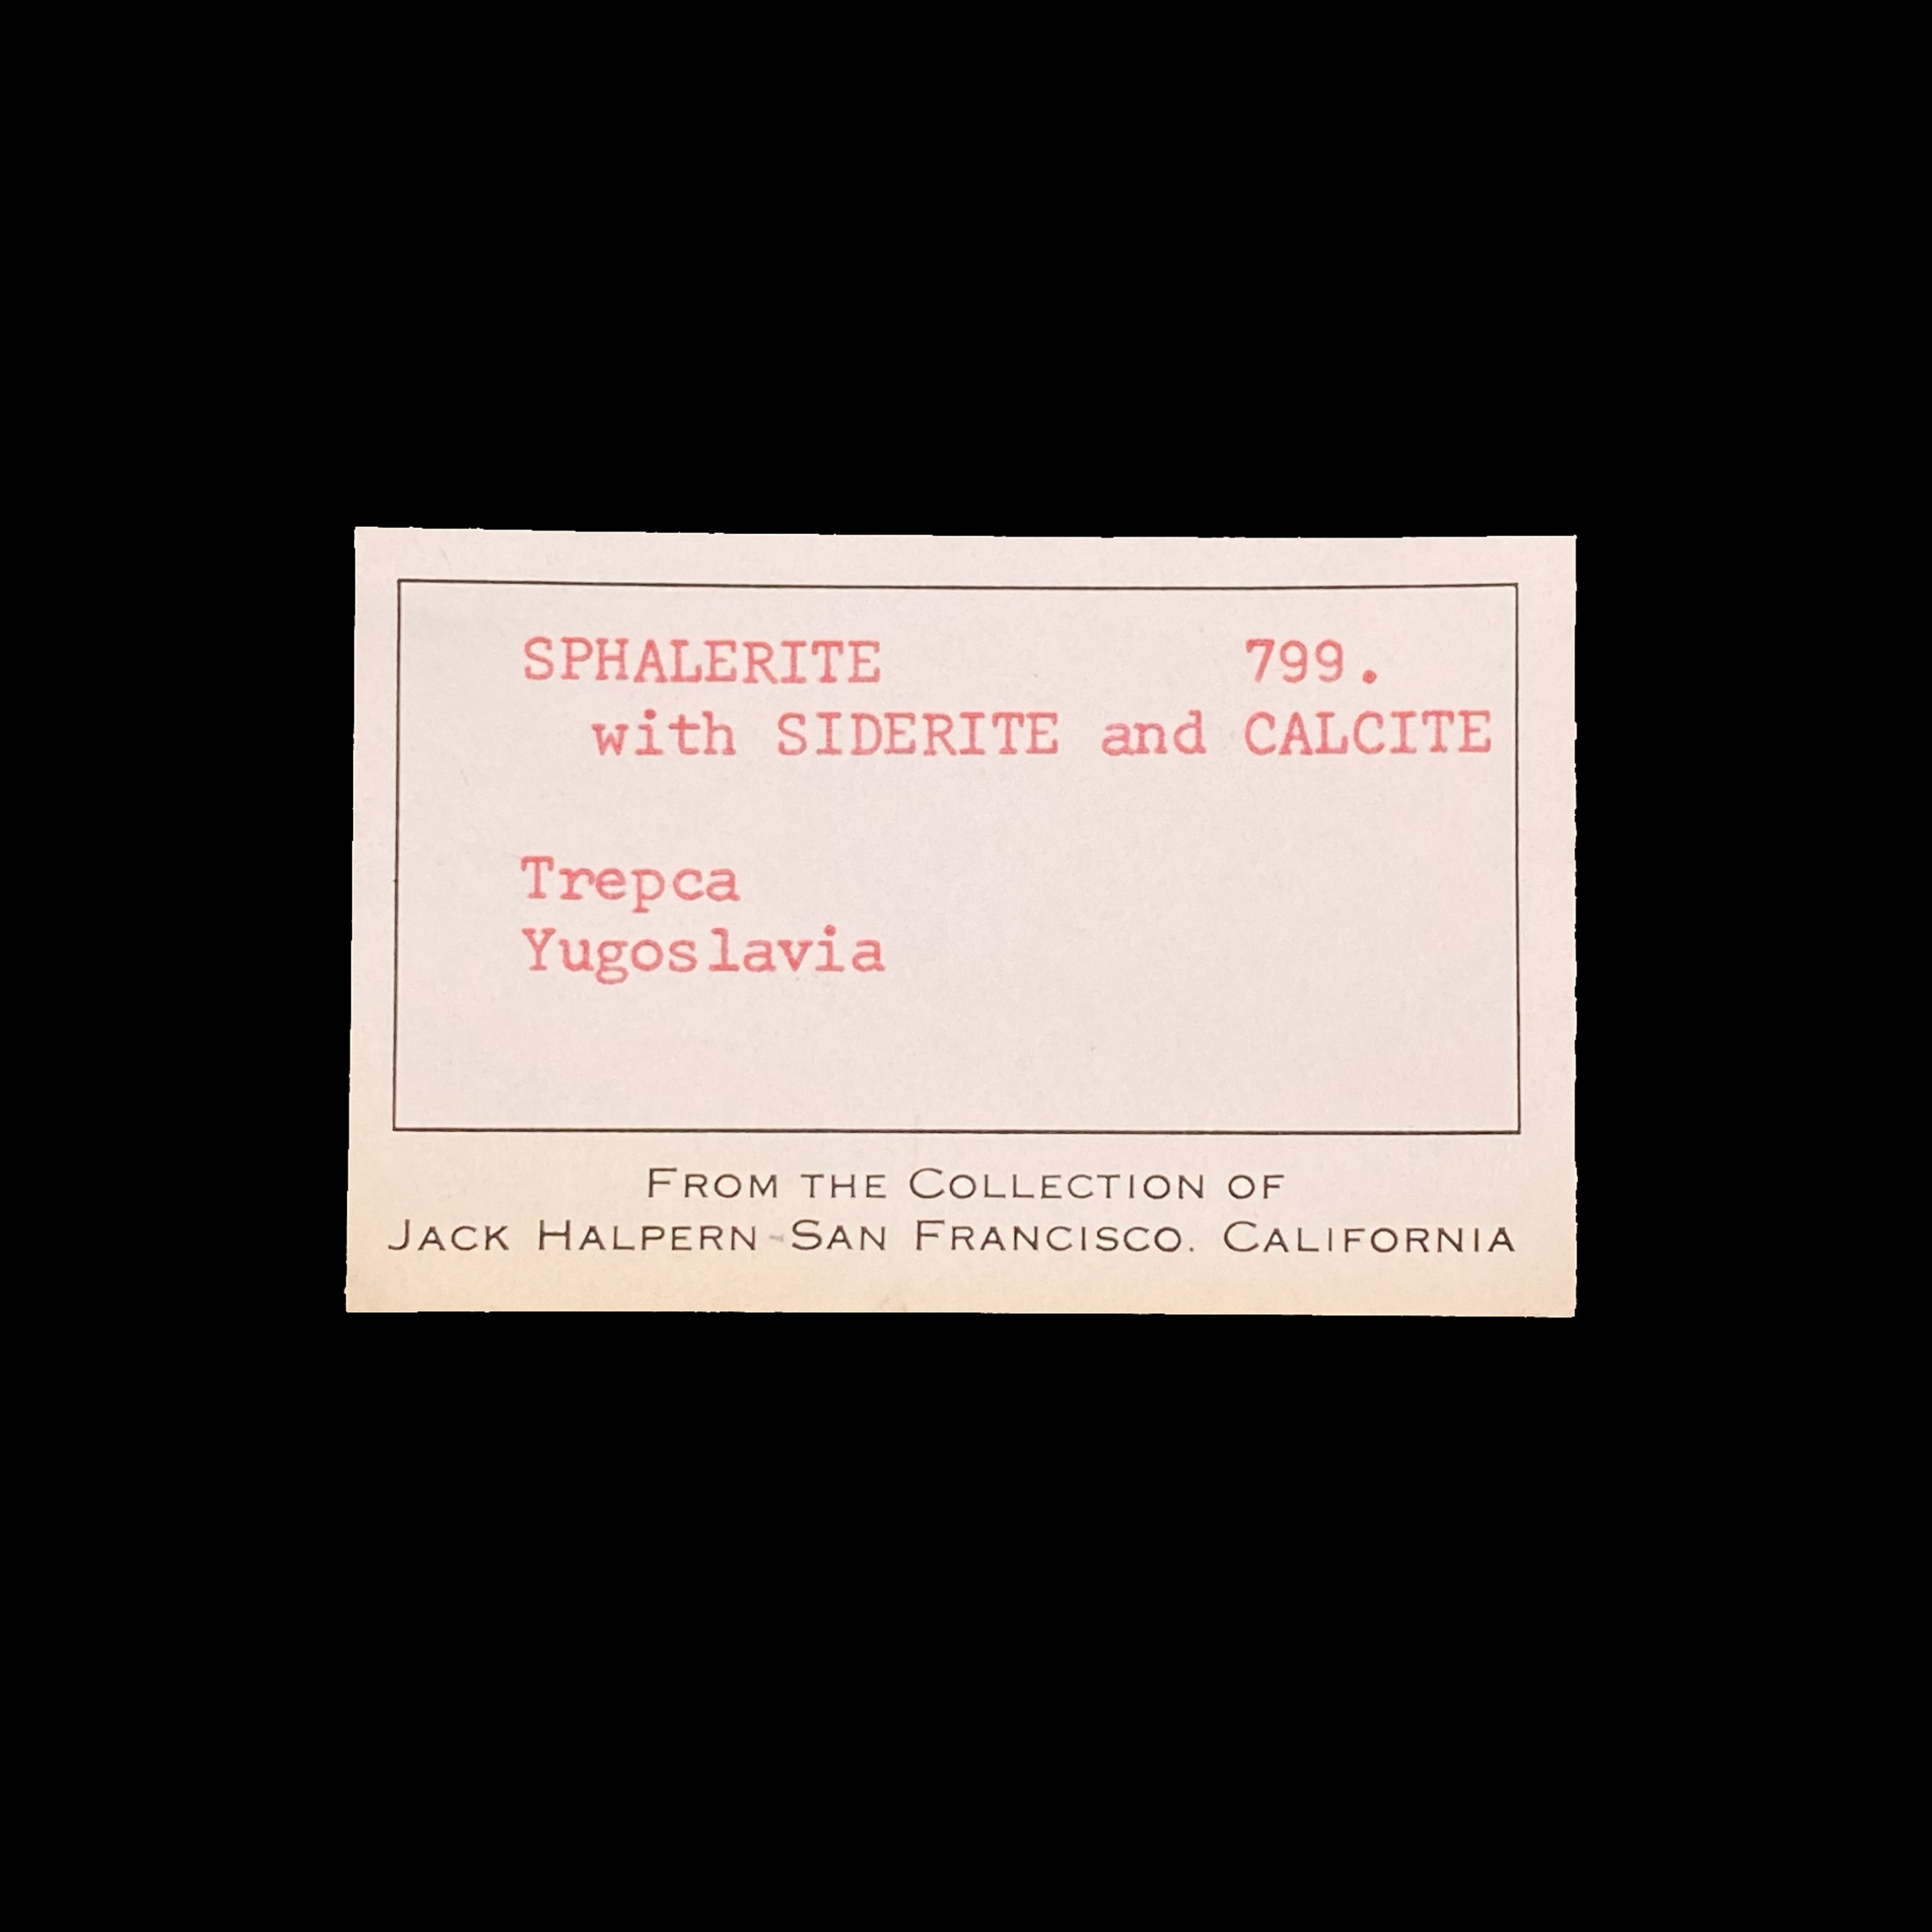 SPHALERITE 799.
with SIDERITE and CALCITE
Trepca
Yugoslavia
FROM THE COLLECTION OF
JACK HALPERN - SAN FRANCISCO. CALIFORNIA